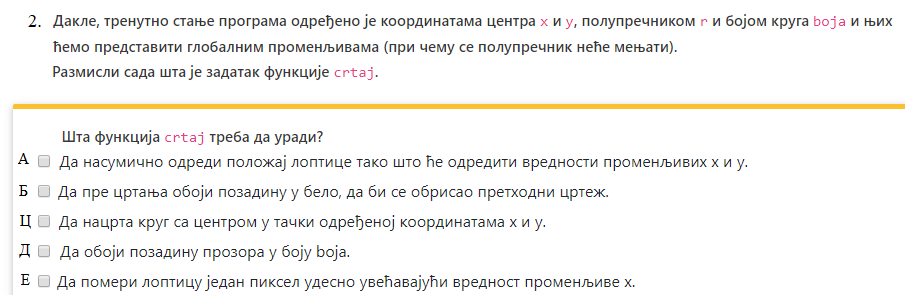 2. Дакле, тренутно стање програма одређено је координатама центра x и y, полупречником r и бојом круга boja и њих
ћемо представити глобалним променљивама (при чему се полупречник неће мењати).
Размисли сада шта је задатак функције crtaj.
Шта функција crtaj треба да уради?
А Да насумично одреди положај лоптице тако што ће одредити вредности променљивих x и y.
Б Да пре цртања обоји позадину у бело, да би се обрисао претходни цртеж.
Ц Да нацрта круг са центром у тачки одређеној координатама x и y.
Д Да обоји позадину прозора у боју boja.
Е Да помери лоптицу један пиксел удесно увећавајући вредност променљиве x.